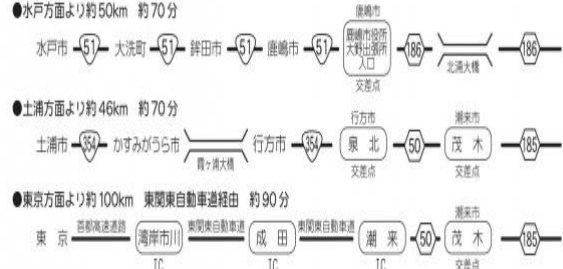 ●水戸方面より約50km 約70分
鹿嶋市
水戸市 51 大洗町 51 鉾田市 51 鹿嶋市 51 鹿嶋市役所大野出張所入口 186 北浦大橋 186
交差点
●土浦方面より約46km 約70分
行方市 潮来市
土浦市 354 かすみがうら市 霞ヶ浦大橋 行方市 354 泉北 50 茂木 185
交差点 交差点
●東京方面より約100km 東関東自動車道経由 約90分
潮来市
東京 首都高速道路 湾岸市川 東関東自動車道 成田 東関東自動車道 潮来 50 茂木 185
IC IC IC 交差点